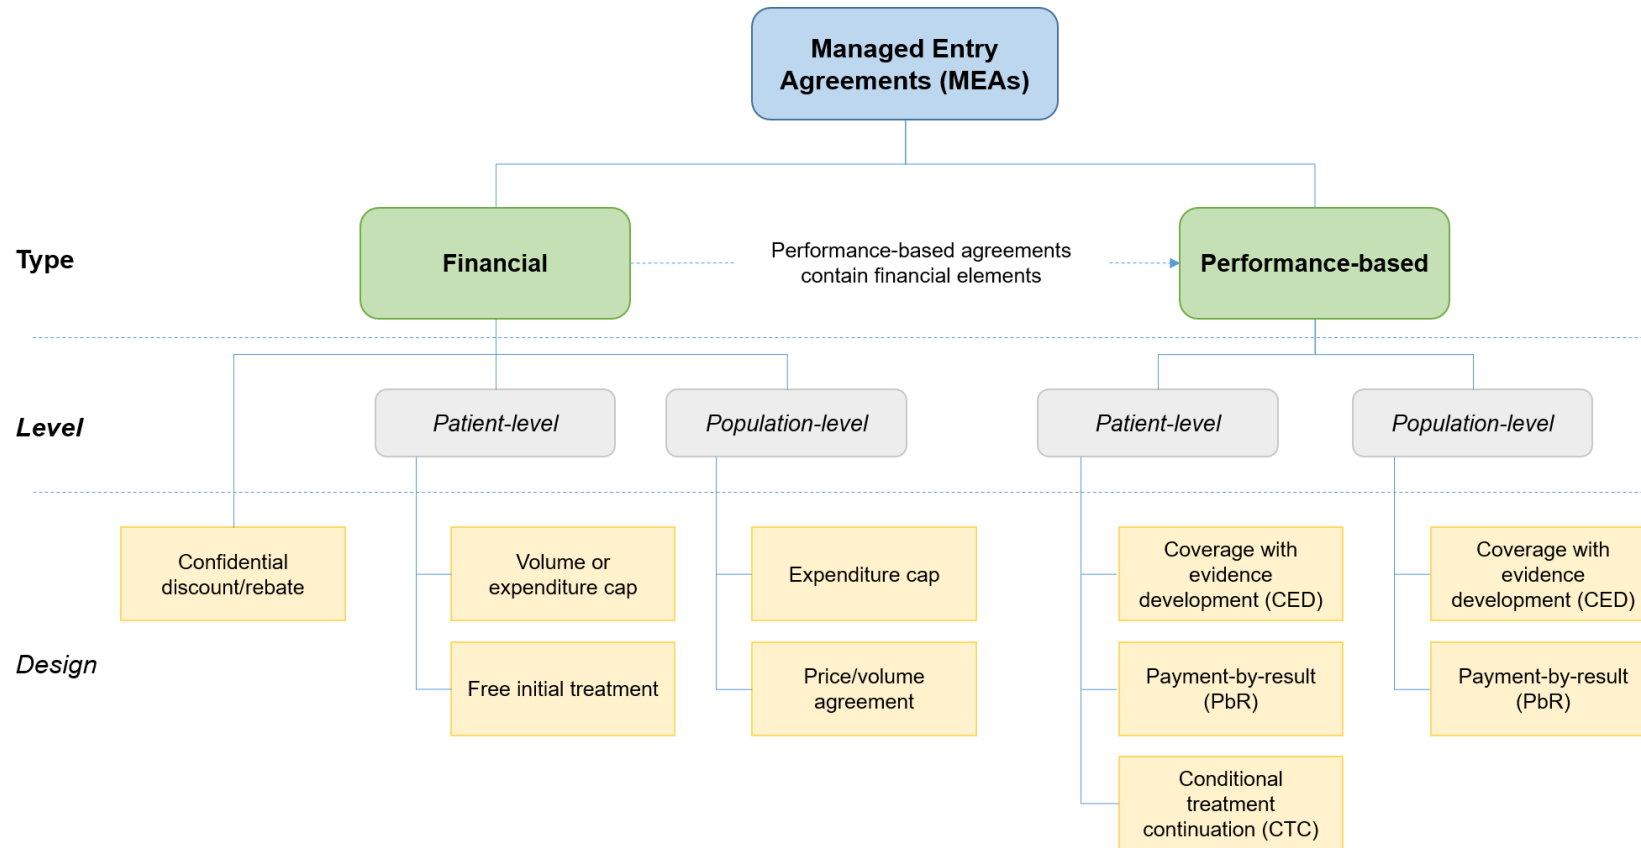 Managed Entry
Agreements (MEAs)
Type
Financial
Performance-based agreements
contain financial elements
Performance-based
Level
Patient-level
Population-level
Patient-level
Population-level
Design
Confidential
discount/rebate
Volume or
expenditure cap
Expenditure cap
Coverage with
evidence
development (CED)
Coverage with
evidence
development (CED)
Free initial treatment
Price/volume
agreement
Payment-by-result
(PbR)
Payment-by-result
(PbR)
Conditional
treatment
continuation (CTC)